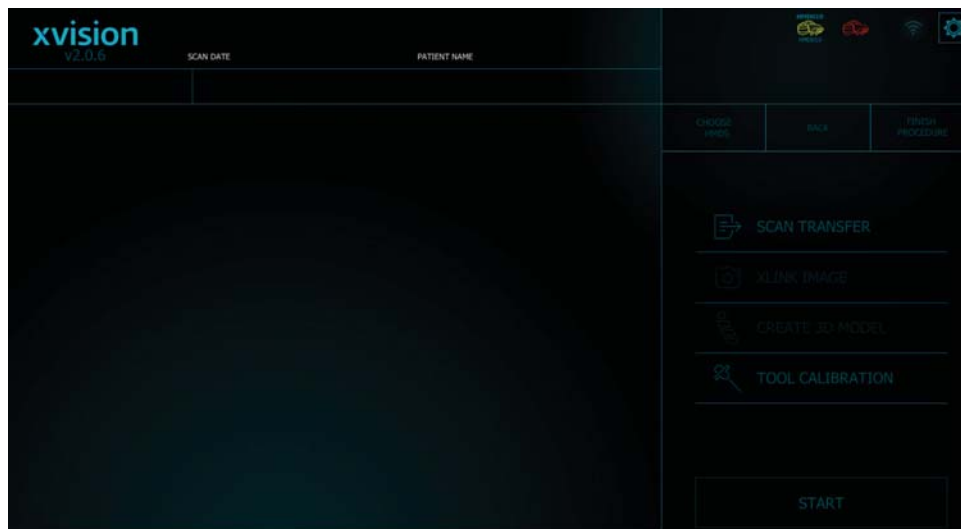 xvision
v2.0.6
SCAN DATE
PATIENT NAME
CHOOSE
HMDS
BACK
FINISH
PROCEDURE
SCAN TRANSFER
XLINK IMAGE
CREATE 3D MODEL
TOOL CALIBRATION
START